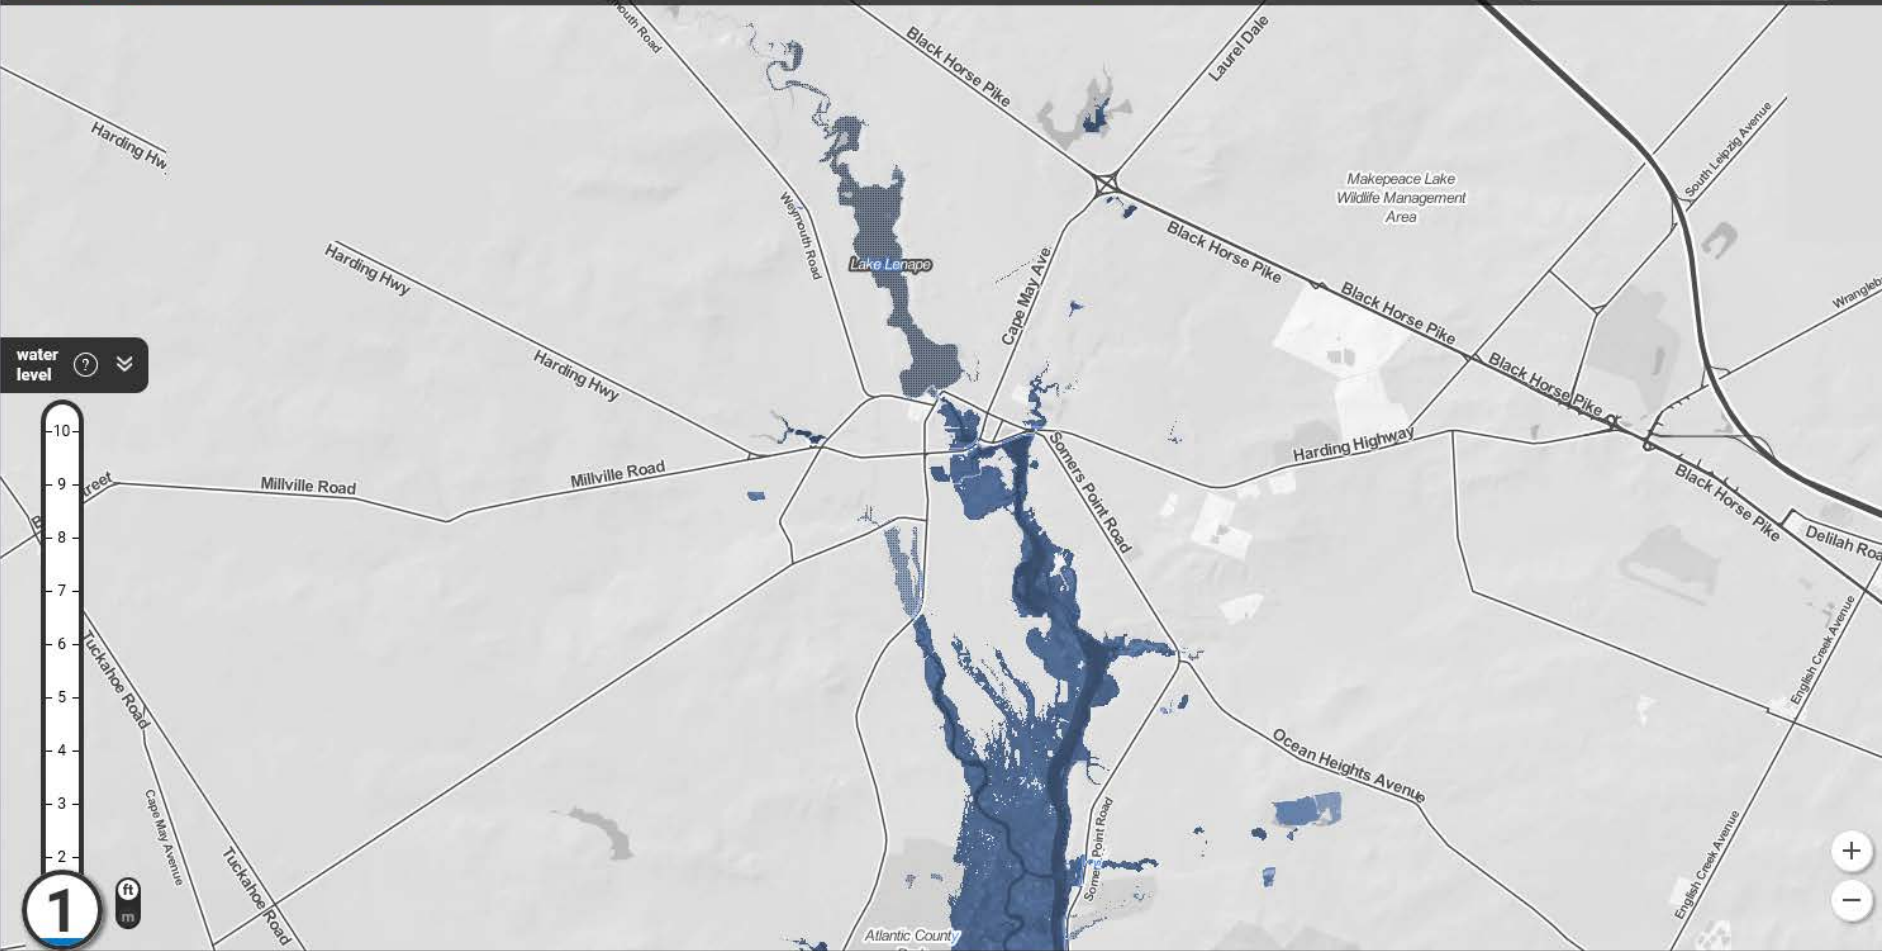 Black Horse Pike
Laurel Dale
Harding Hw
South Leipzig Avenue
Makepeace Lake
Wildlife Management
Area
Weymouth Road
Black Horse Pike
Cape May Ave
Lake Lenape
Harding Hwy
Black Horse Pike
water
level
?
Harding Hwy
Black Horse Pike
10
Harding Highway
Somers Point Road
Millville Road
Millville Road
9
Black Horse Pike
8
7
6
5
4
3
2
Tuckahoe Road
English Creek Avenue
Ocean Heights Avenue
Cape May Avenue
Somers Point Road
English Creek Avenue
Tuckahoe Road
1
ft
m
+
−
Atlantic County